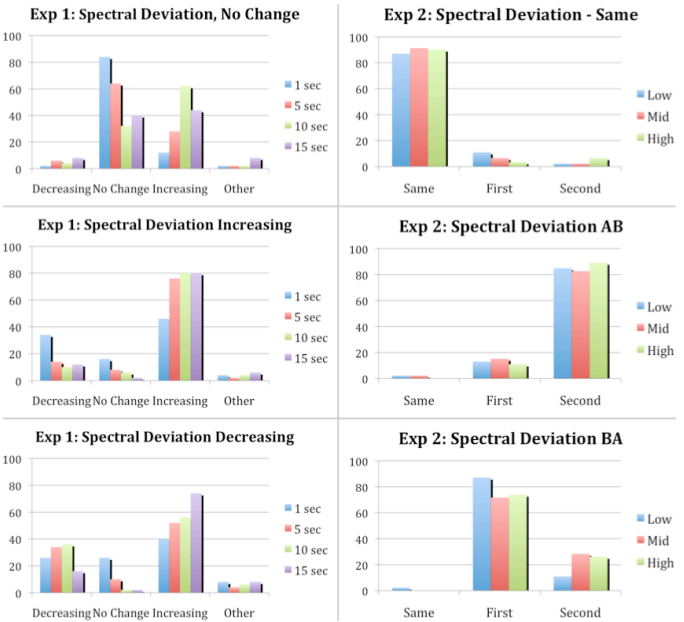 Exp 1: Spectral Deviation, No Change
100
80
60
40
20
0
Decreasing No Change Increasing Other
1 sec
5 sec
10 sec
15 sec
Exp 2: Spectral Deviation - Same
100
80
60
40
20
0
Same First Second
Low
Mid
High
Exp 1: Spectral Deviation Increasing
100
80
60
40
20
0
Decreasing No Change Increasing Other
1 sec
5 sec
10 sec
15 sec
Exp 2: Spectral Deviation AB
100
80
60
40
20
0
Same First Second
Low
Mid
High
Exp 1: Spectral Deviation Decreasing
100
80
60
40
20
0
Decreasing No Change Increasing Other
1 sec
5 sec
10 sec
15 sec
Exp 2: Spectral Deviation BA
100
80
60
40
20
0
Same First Second
Low
Mid
High